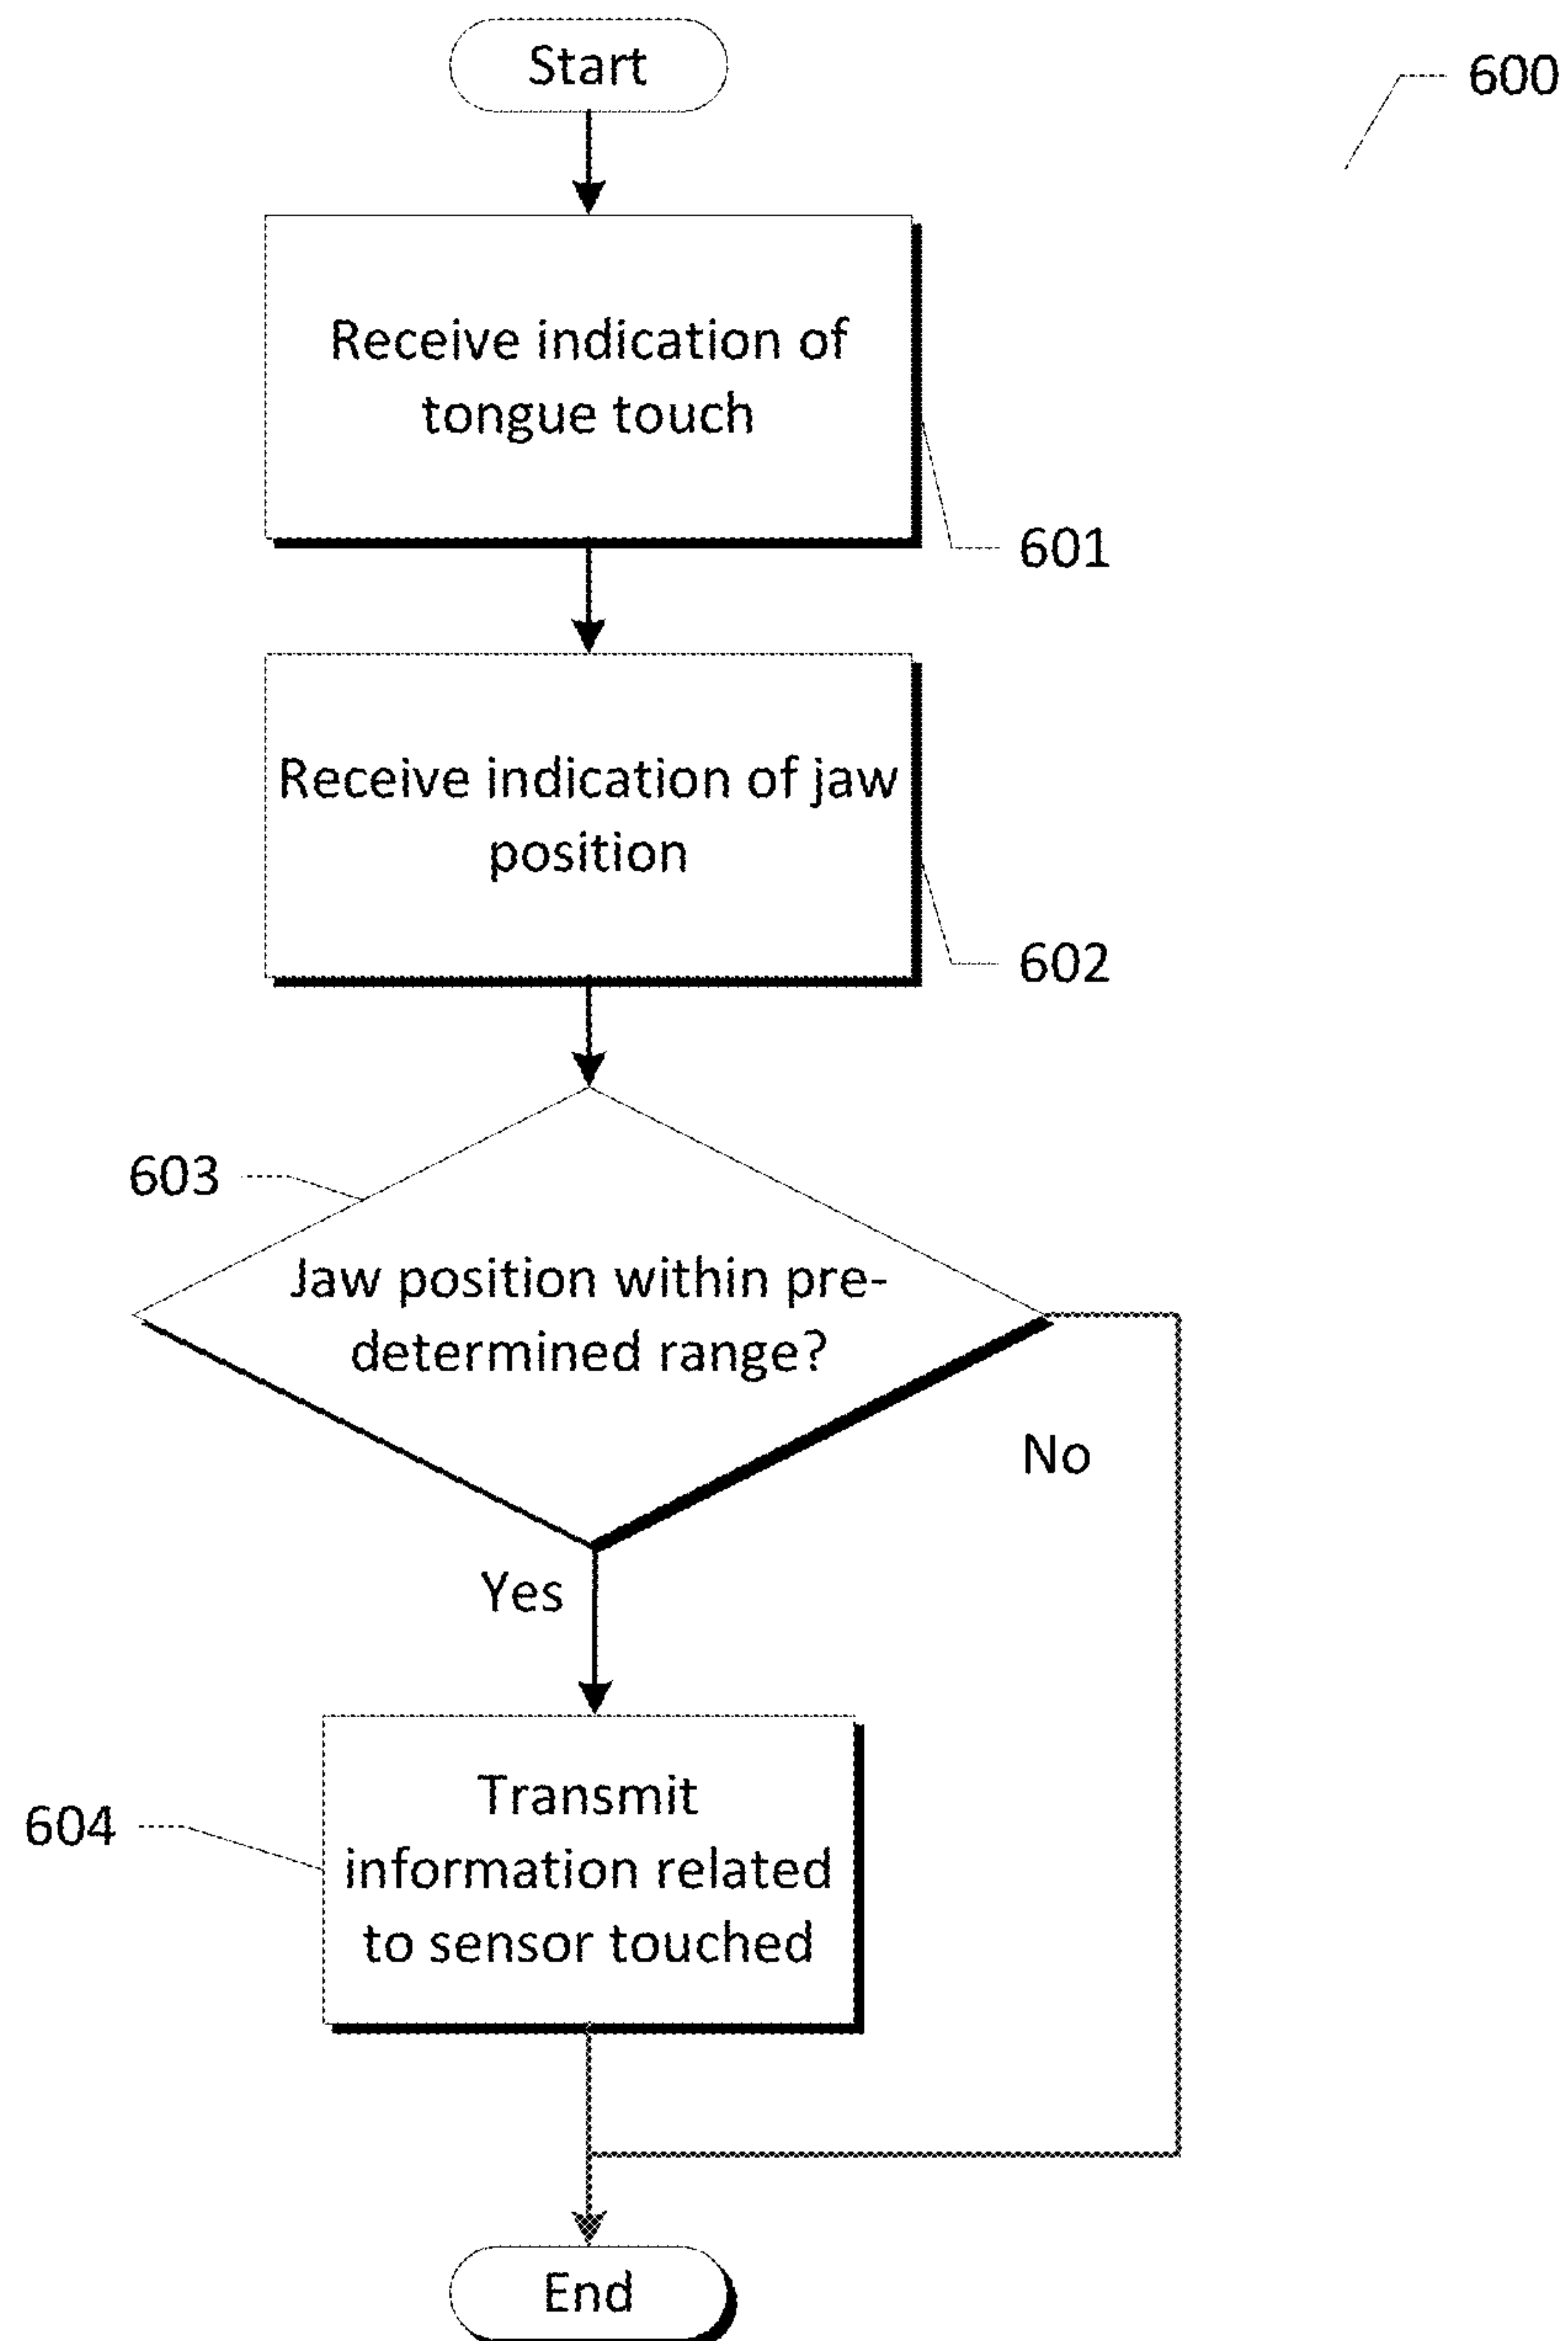 Start
600
Receive indication of
tongue touch
601
Receive indication of jaw
position
602
603
Jaw position within pre-
determined range?
No
Yes
Transmit
604
information related
to sensor touched
End